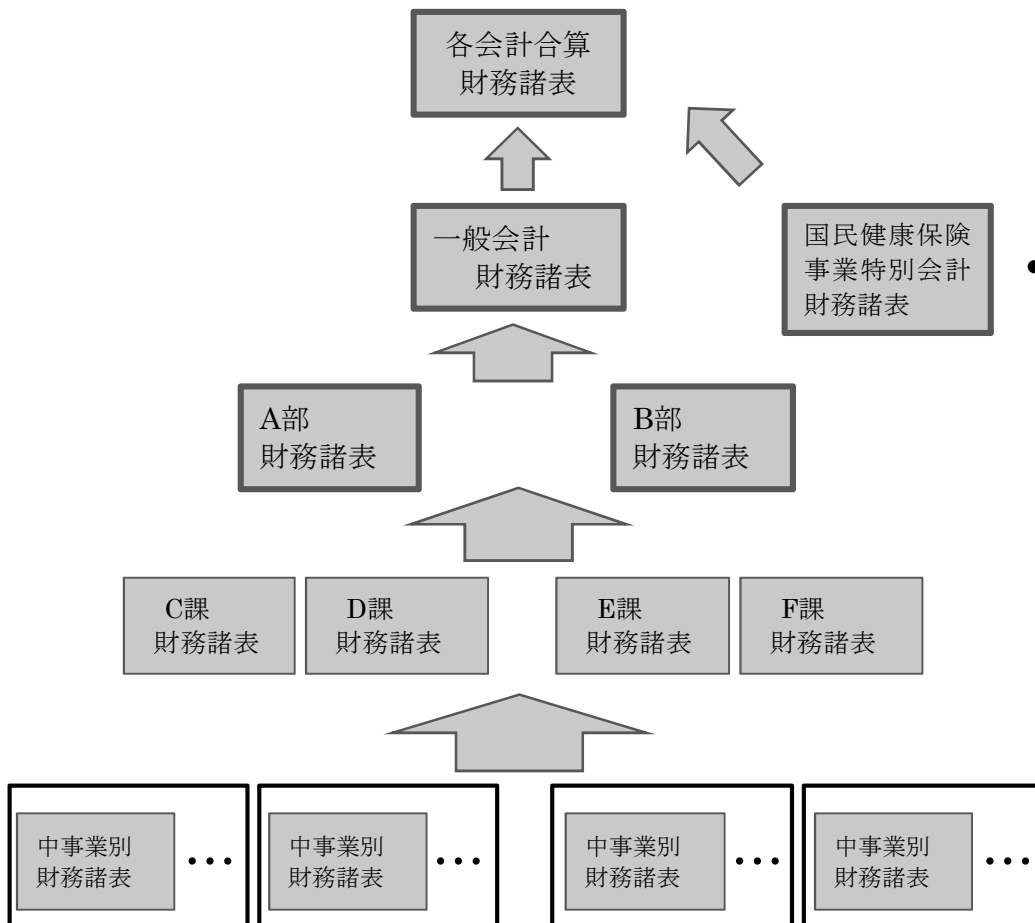 各会計合算
財務諸表
一般会計
財務諸表
国民健康保険
事業特別会計
財務諸表
A部
財務諸表
B部
財務諸表
C課
財務諸表
D課
財務諸表
E課
財務諸表
F課
財務諸表
中事業別
財務諸表
･･･
中事業別
財務諸表
･･･
中事業別
財務諸表
･･･
中事業別
財務諸表
･･･